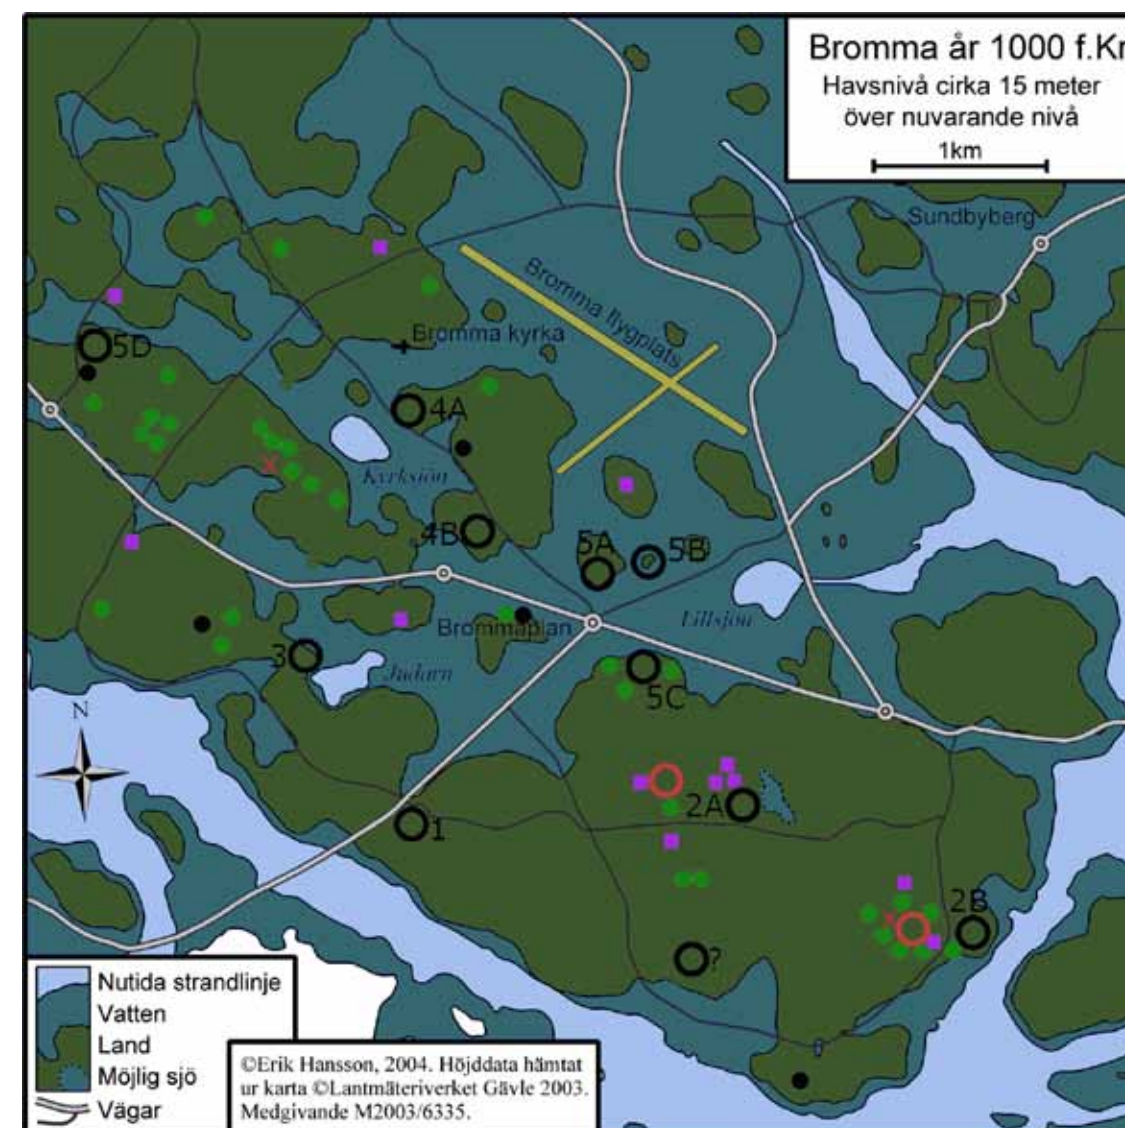 Bromma år 1000 f.Kr
Havsnivå cirka 15 meter
över nuvarande nivå
1km
Sundbyberg
Bromma flygplats
Bromma kyrka
5D
4A
Kyrksjön
4B
5A
5B
Brommaplan
Lillsjön
3
Judarn
5C
N
2A
1
2B
?
Nutida strandlinje
Vatten
Land
Möjlig sjö
Vägar
©Erik Hansson, 2004. Höjddata hämtat
ur karta ©Lantmäteriverket Gävle 2003.
Medgivande M2003/6335.